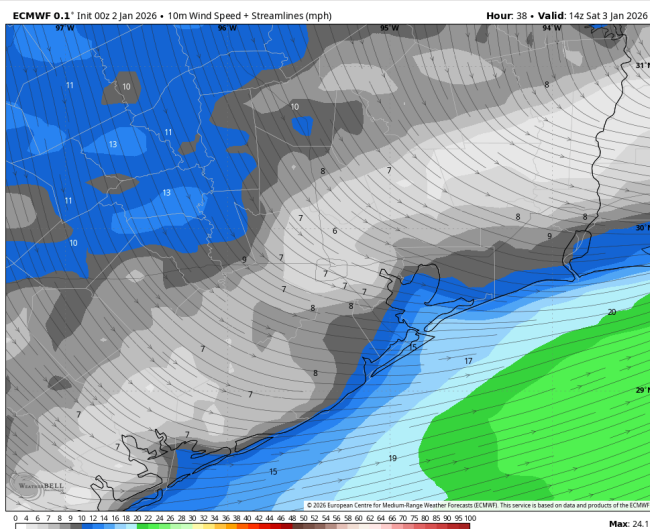 ECMWF 0.1° Init 00z 2 Jan 2026 • 10m Wind Speed + Streamlines (mph)
Hour: 38 • Valid: 14z Sat 3 Jan 2026
97°W 96°W 95°W 94°W
31°N
11 10 10 8
11
13
8 7
13
11
7 8 8
6 9
10 30°N
9 7
7
7 7 7
8 8
20
7 15
17
8
29°N
7
7
7 7
19
15
WeatherBELL
© 2026 European Centre for Medium-Range Weather Forecasts (ECMWF). This service is based on data and products of the ECMWF.
0 4 5 6 7 8 9 10 12 14 16 18 20 22 24 26 28 30 32 34 36 38 40 42 44 46 48 50 52 54 56 58 60 65 70 75 80 85 90 95 100
Max: 24.1